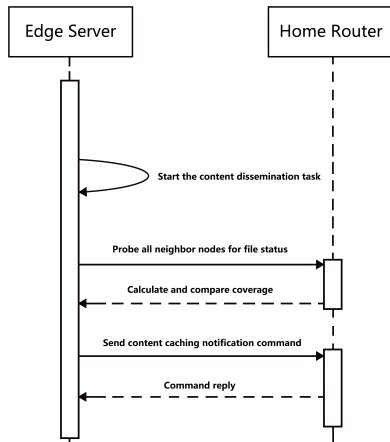 Edge Server
Home Router
Start the content dissemination task
Probe all neighbor nodes for file status
Calculate and compare coverage
Send content caching notification command
Command reply